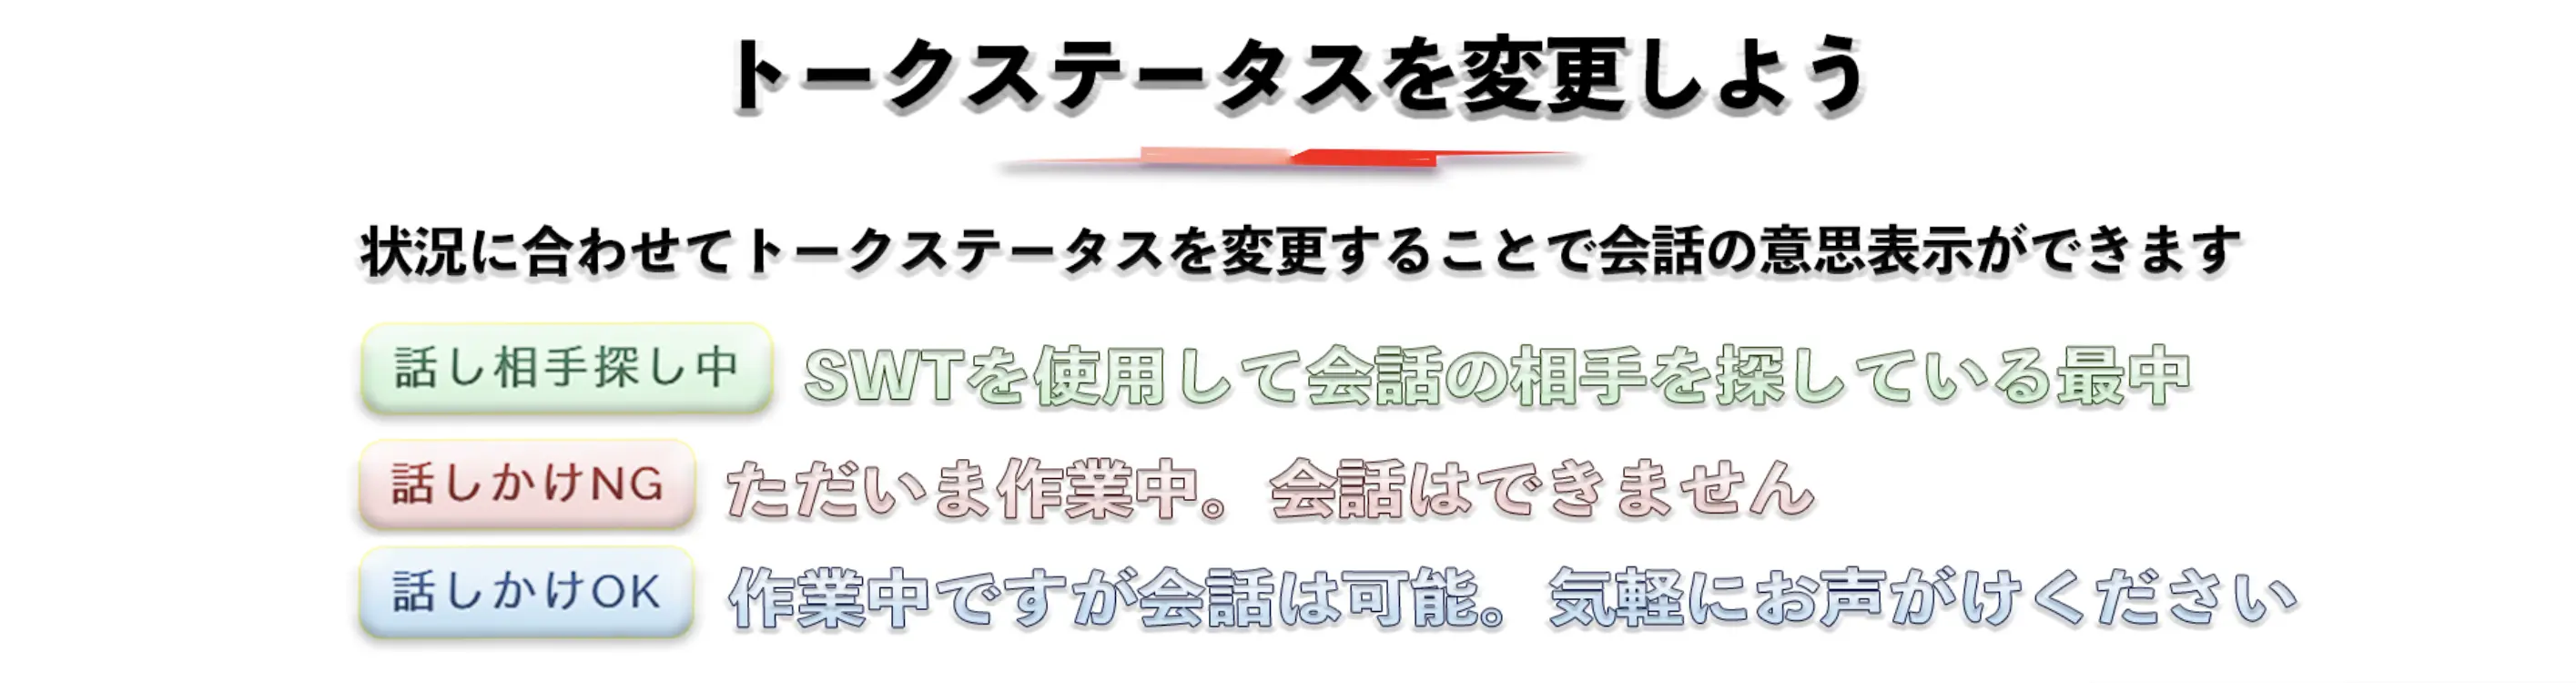 トークステータスを変更しよう
状況に合わせてトークステータスを変更することで会話の意思表示ができます
話し相手探し中 SWTを使用して会話の相手を探している最中
話しかけNG ただいま作業中。会話はできません
話しかけOK 作業中ですが会話は可能。気軽にお声がけください